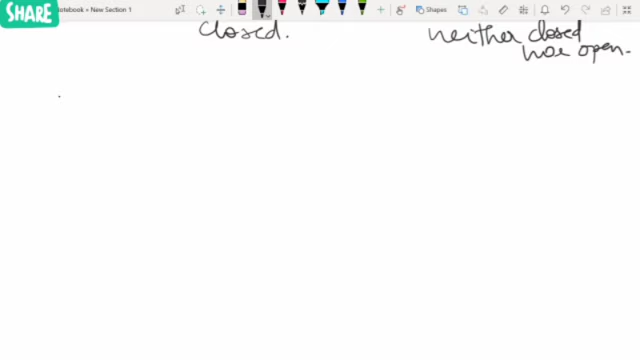 SHARE
otebook » New Section 1
Shapes
closed.
neither closed
nor open.